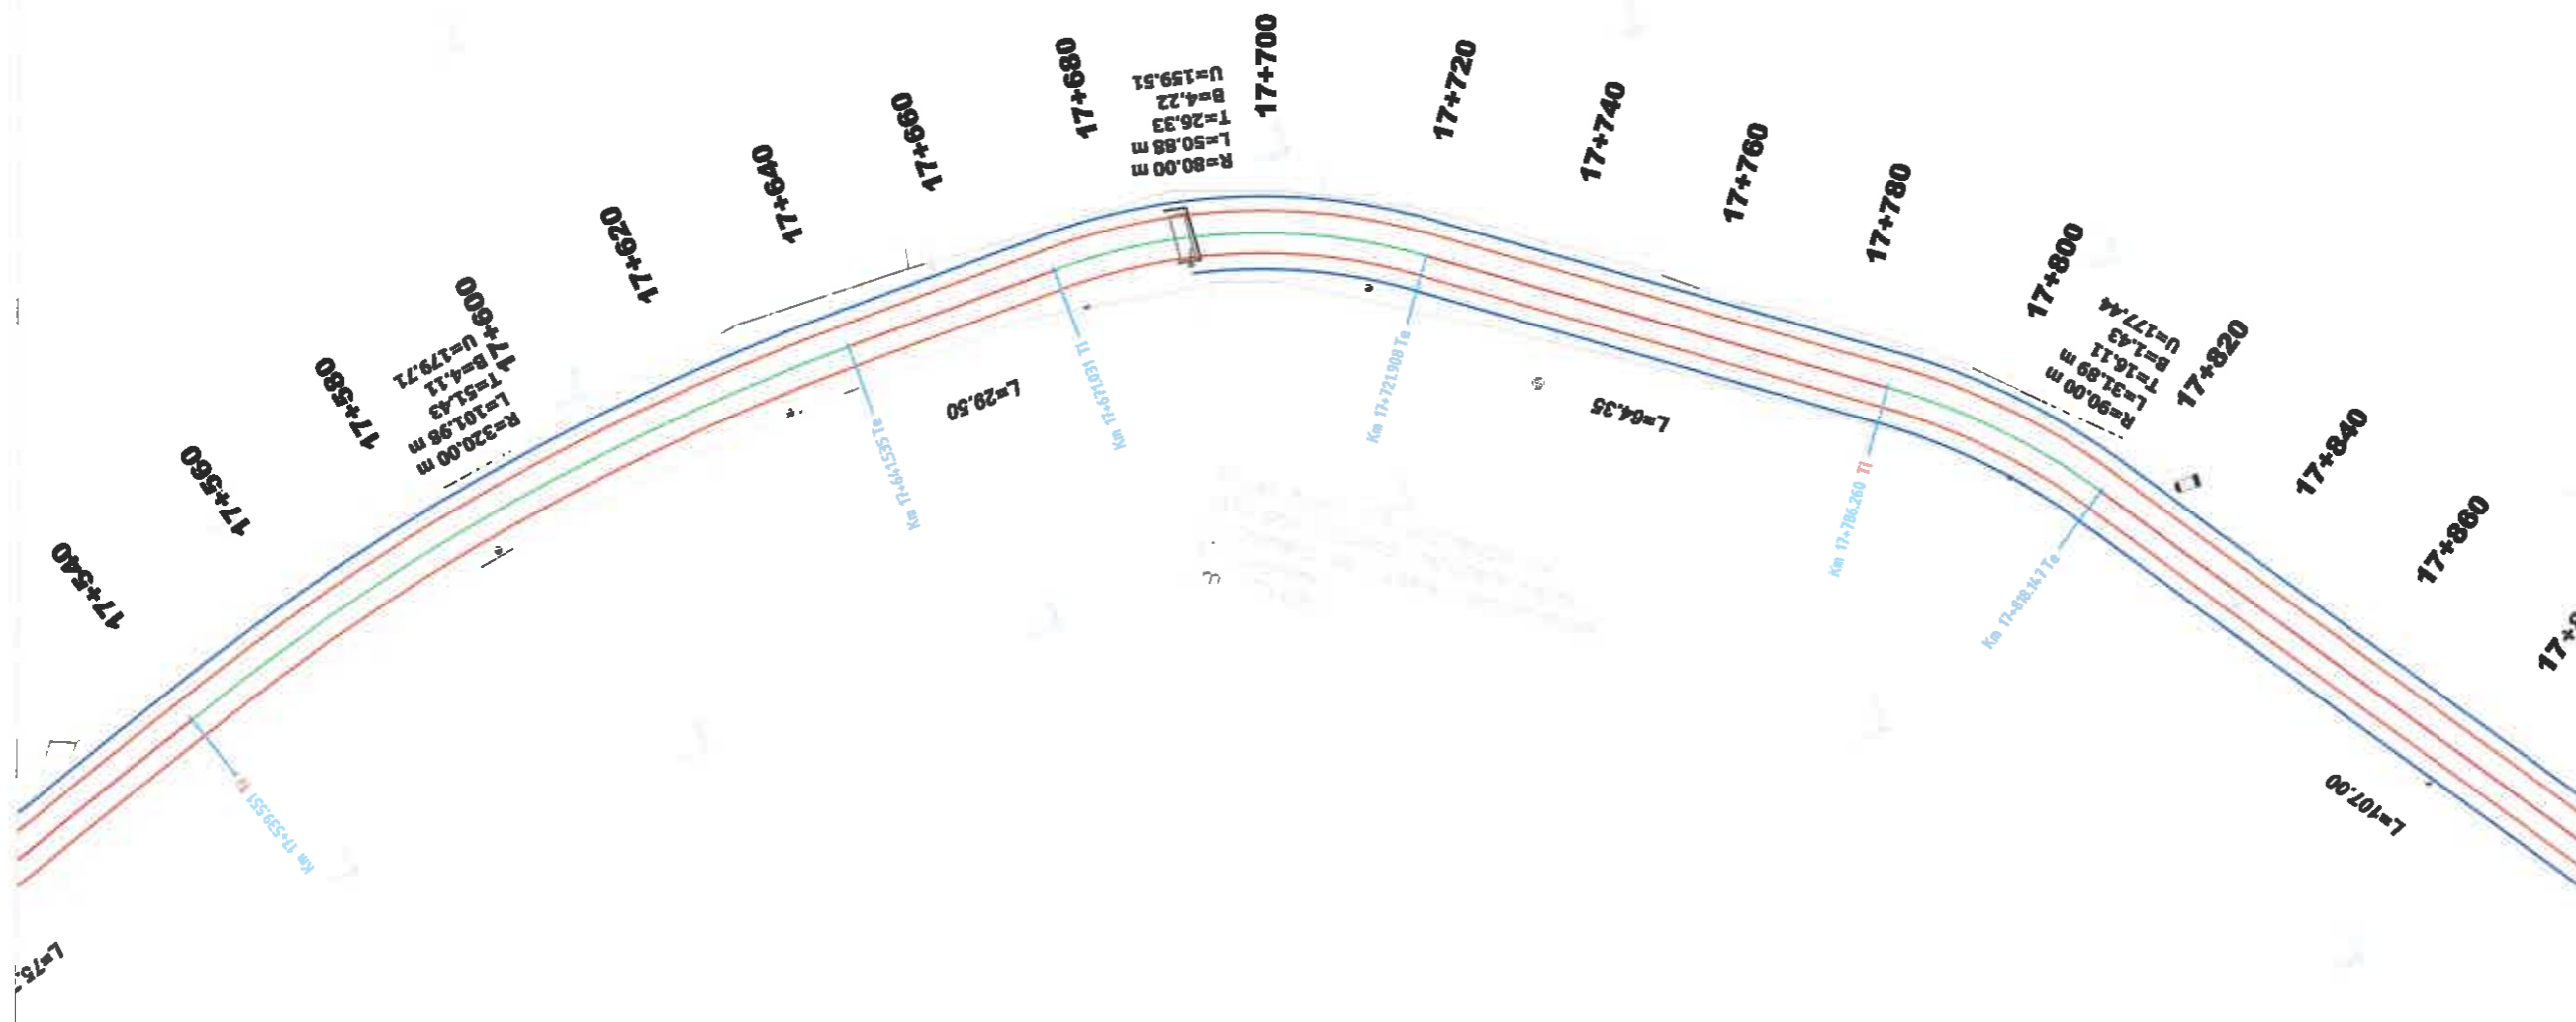 17+540
17+560
17+580
17+600
17+620
17+640
17+660
17+680
17+700
17+720
17+740
17+760
17+780
17+800
17+820
17+840
17+860
R=320.00 m
L=101.98 m
T=51.43
B=4.11
U=179.71
R=80.00 m
L=50.88 m
T=26.33
B=4.22
U=159.51
R=90.00 m
L=31.89 m
T=16.11
B=1.43
U=177.44
Km 17+539.551
Km 17+641.535 Te
L=29.50
Km 17+671.031 Ti
Km 17+721.908 Te
L=64.35
Km 17+786.260 Ti
Km 17+818.147 Te
L=107.00
L=75.